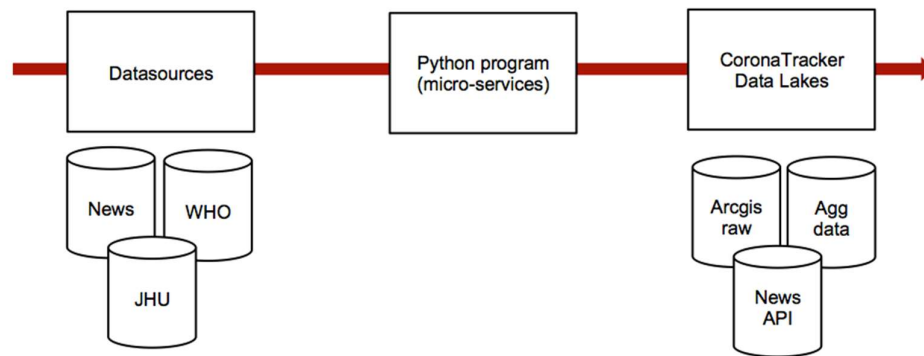 Datasources
Python program
(micro-services)
CoronaTracker
Data Lakes
News
WHO
JHU
Arcgis
raw
Agg
data
News
API